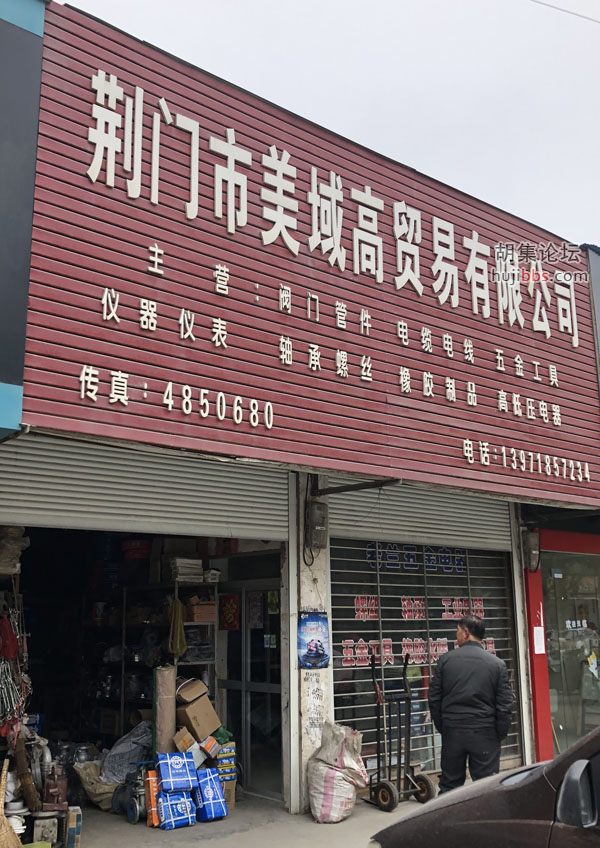 荆门市美域高贸易有限公司
胡集论坛
hujibbs.com
主 营：阀门管件 电缆电线 五金工具
仪器仪表 轴承螺丝 橡胶制品 高低压电器
传真：4850680
电话：13971857234
五金工具